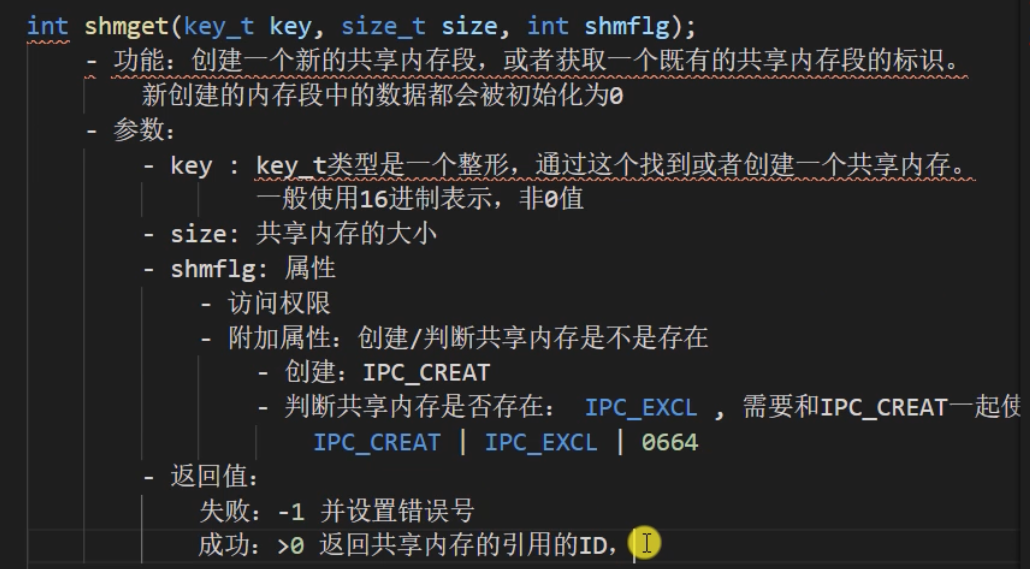 int shmget(key_t key, size_t size, int shmflg);
- 功能：创建一个新的共享内存段，或者获取一个既有的共享内存段的标识。
新创建的内存段中的数据都会被初始化为0
- 参数：
- key : key_t类型是一个整形，通过这个找到或者创建一个共享内存。
一般使用16进制表示，非0值
- size: 共享内存的大小
- shmflg: 属性
- 访问权限
- 附加属性：创建/判断共享内存是不是存在
- 创建：IPC_CREAT
- 判断共享内存是否存在： IPC_EXCL , 需要和IPC_CREAT一起使
IPC_CREAT | IPC_EXCL | 0664
- 返回值：
失败：-1 并设置错误号
成功：>0 返回共享内存的引用的ID，